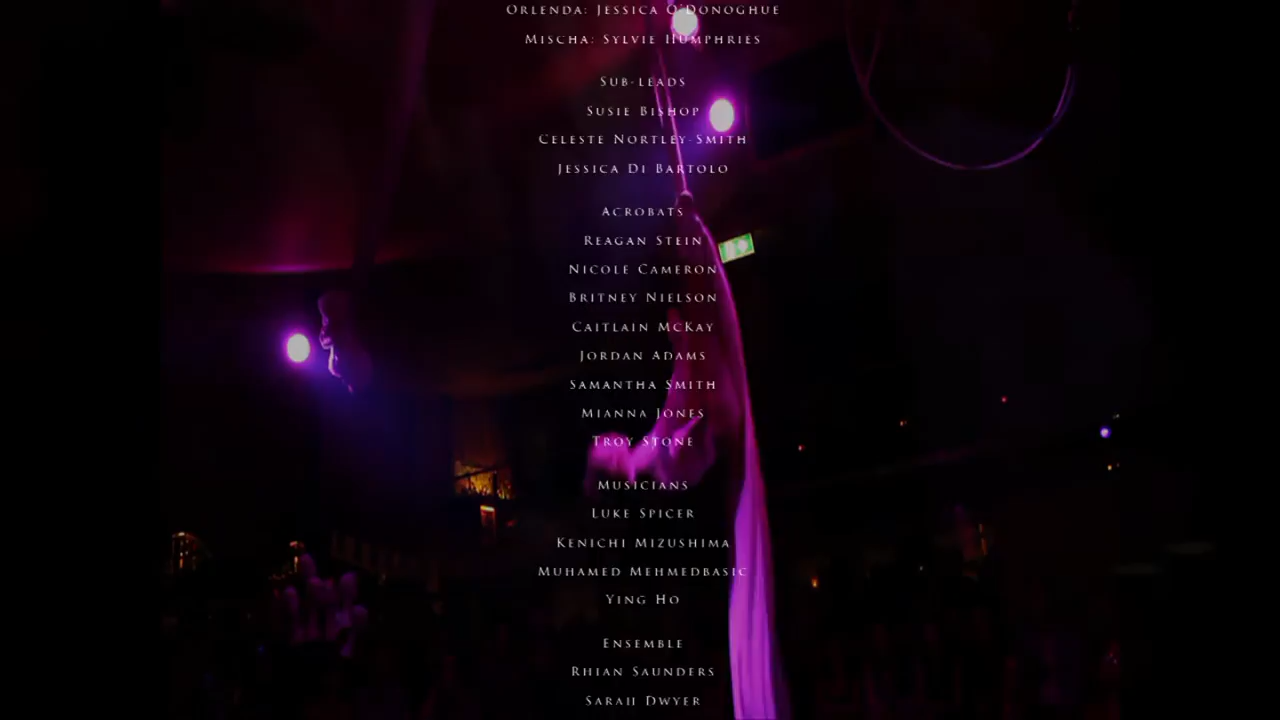 Orlenda: Jessica O'Donoghue
Mischa: Sylvie Humphries
Sub-leads
Susie Bishop
Celeste Nortley-Smith
Jessica Di Bartolo
Acrobats
Reagan Stein
Nicole Cameron
Britney Nielson
Caitlain McKay
Jordan Adams
Samantha Smith
Mianna Jones
Troy Stone
Musicians
Luke Spicer
Kenichi Mizushima
Muhamed Mehmedbasic
Ying Ho
Ensemble
Rhian Saunders
Sarah Dwyer